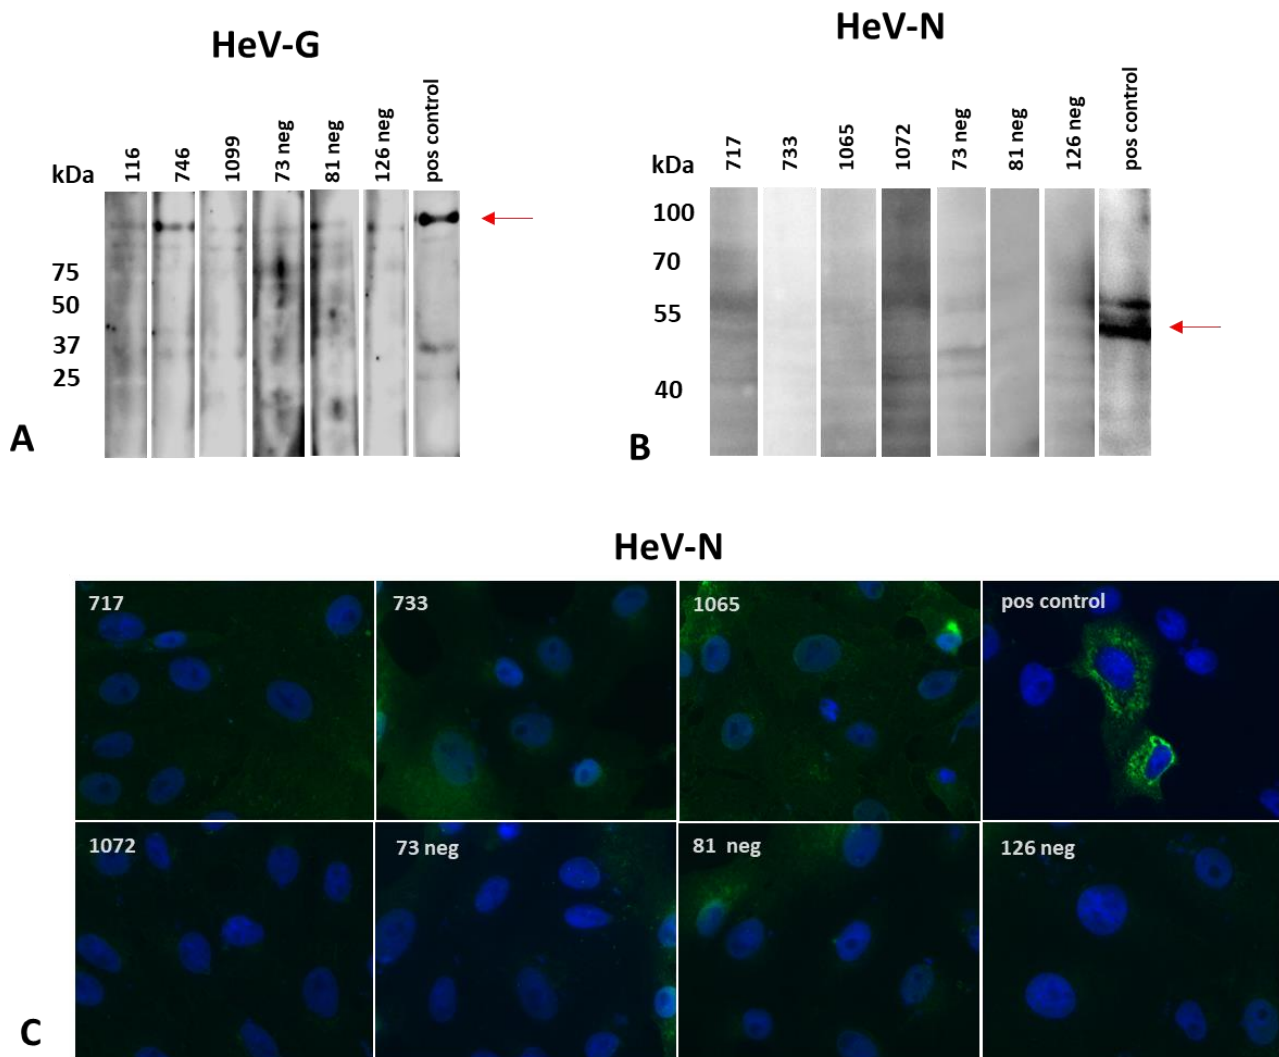 HeV-G
kDa
116
746
1099
73 neg
81 neg
126 neg
pos control
75
50
37
25
A
HeV-N
kDa
717
733
1065
1072
73 neg
81 neg
126 neg
pos control
100
70
55
40
B
HeV-N
717
733
1065
pos control
1072
73 neg
81 neg
126 neg
C